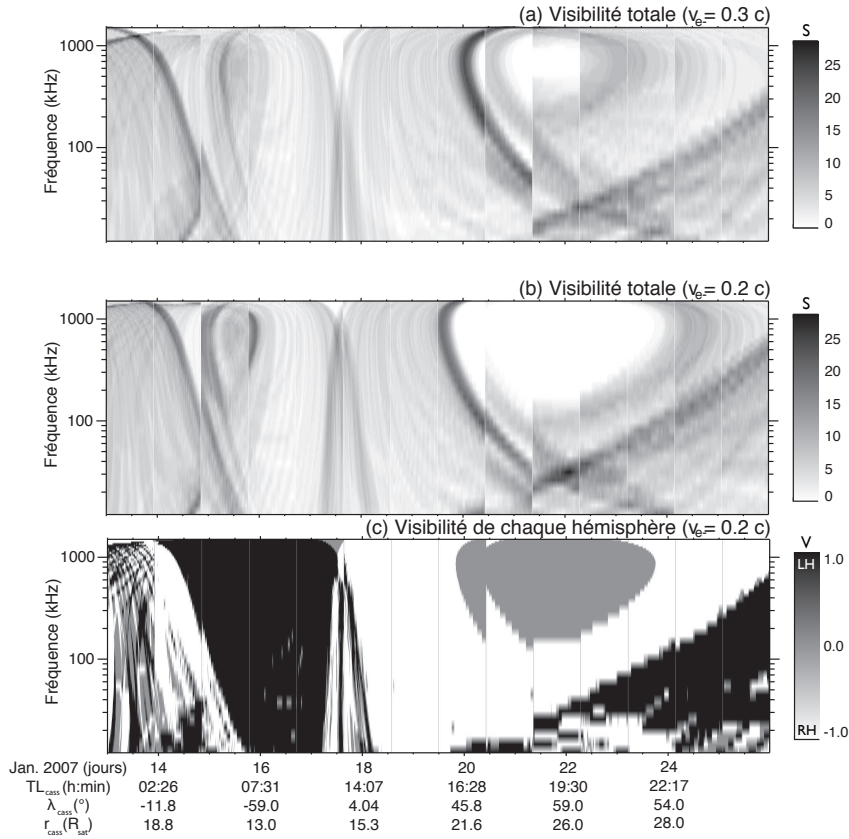 (a) Visibilité totale (ve-= 0.3 c)
S
1000
100
Fréquence (kHz)
25
20
15
10
5
0
(b) Visibilité totale (ve-= 0.2 c)
S
1000
100
Fréquence (kHz)
25
20
15
10
5
0
(c) Visibilité de chaque hémisphère (ve-= 0.2 c)
V
1000
100
Fréquence (kHz)
LH
1.0
0.0
RH
-1.0
Jan. 2007 (jours) 14 16 18 20 22 24
TLcass(h:min) 02:26 07:31 14:07 16:28 19:30 22:17
λcass(°) -11.8 -59.0 4.04 45.8 59.0 54.0
rcass(Rsat) 18.8 13.0 15.3 21.6 26.0 28.0